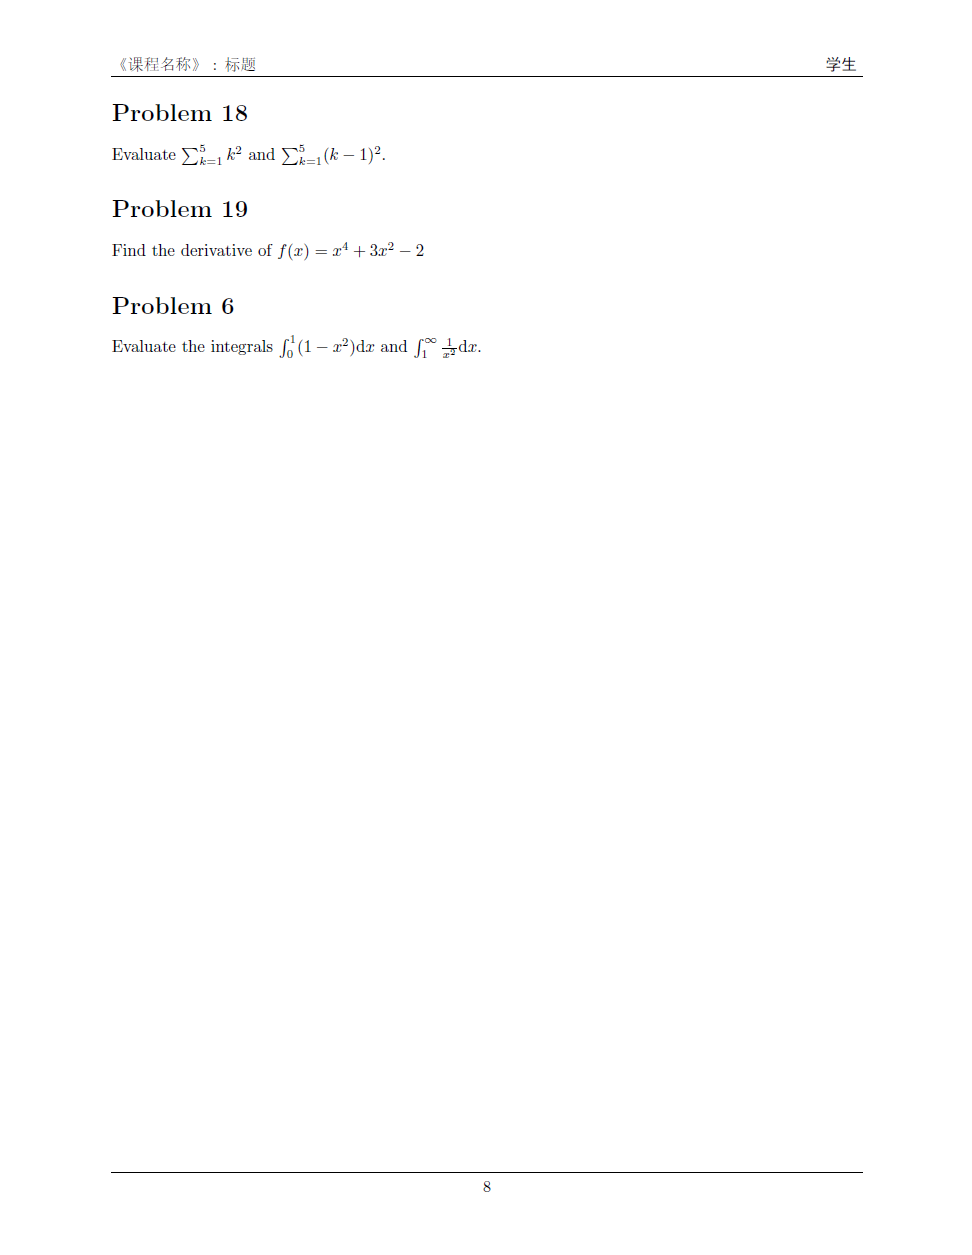 《课程名称》: 标题 学生
Problem 18
Evaluate $\sum_{k=1}^{5} k^2$ and $\sum_{k=1}^{5}(k-1)^2$.
Problem 19
Find the derivative of $f(x) = x^4 + 3x^2 - 2$
Problem 6
Evaluate the integrals $\int_0^1 (1-x^2)\mathrm{d}x$ and $\int_1^\infty \frac{1}{x^2}\mathrm{d}x$.
8